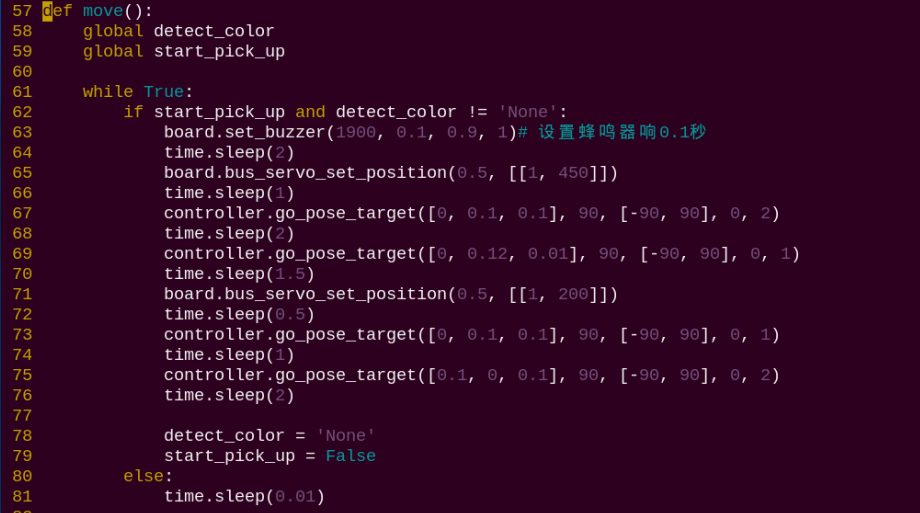 57 def move():
58     global detect_color
59     global start_pick_up
60
61     while True:
62         if start_pick_up and detect_color != 'None':
63             board.set_buzzer(1900, 0.1, 0.9, 1)# 设置蜂鸣器响0.1秒
64             time.sleep(2)
65             board.bus_servo_set_position(0.5, [[1, 450]])
66             time.sleep(1)
67             controller.go_pose_target([0, 0.1, 0.1], 90, [-90, 90], 0, 2)
68             time.sleep(2)
69             controller.go_pose_target([0, 0.12, 0.01], 90, [-90, 90], 0, 1)
70             time.sleep(1.5)
71             board.bus_servo_set_position(0.5, [[1, 200]])
72             time.sleep(0.5)
73             controller.go_pose_target([0, 0.1, 0.1], 90, [-90, 90], 0, 1)
74             time.sleep(1)
75             controller.go_pose_target([0.1, 0, 0.1], 90, [-90, 90], 0, 2)
76             time.sleep(2)
77
78             detect_color = 'None'
79             start_pick_up = False
80         else:
81             time.sleep(0.01)